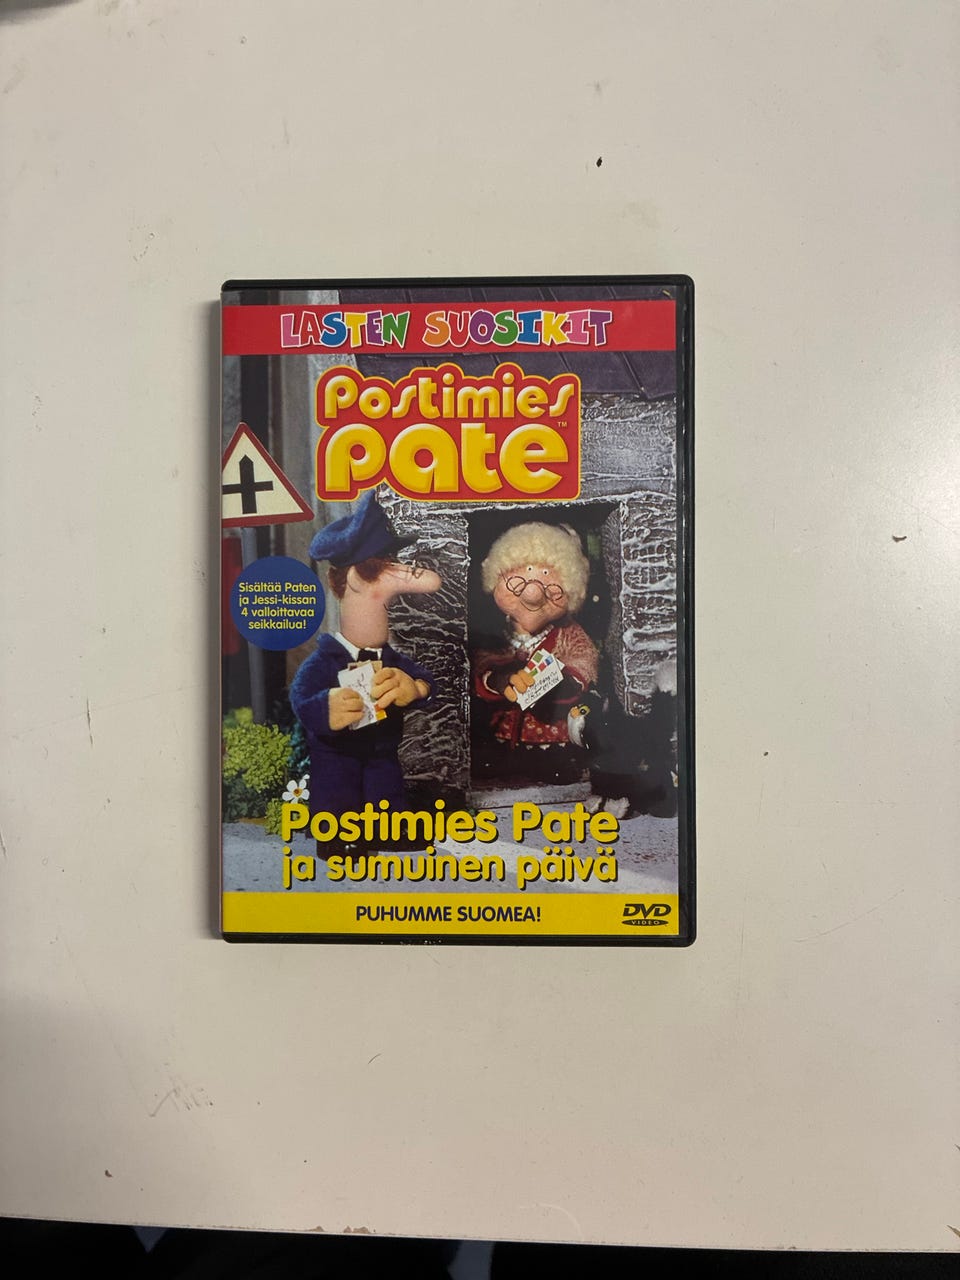 LASTEN SUOSIKIT
Postimies
pate™
Sisältää Paten
ja Jessi-kissan
4 valloittavaa
seikkailua!
Postimies Pate
ja sumuinen päivä
PUHUMME SUOMEA!
DVD
VIDEO